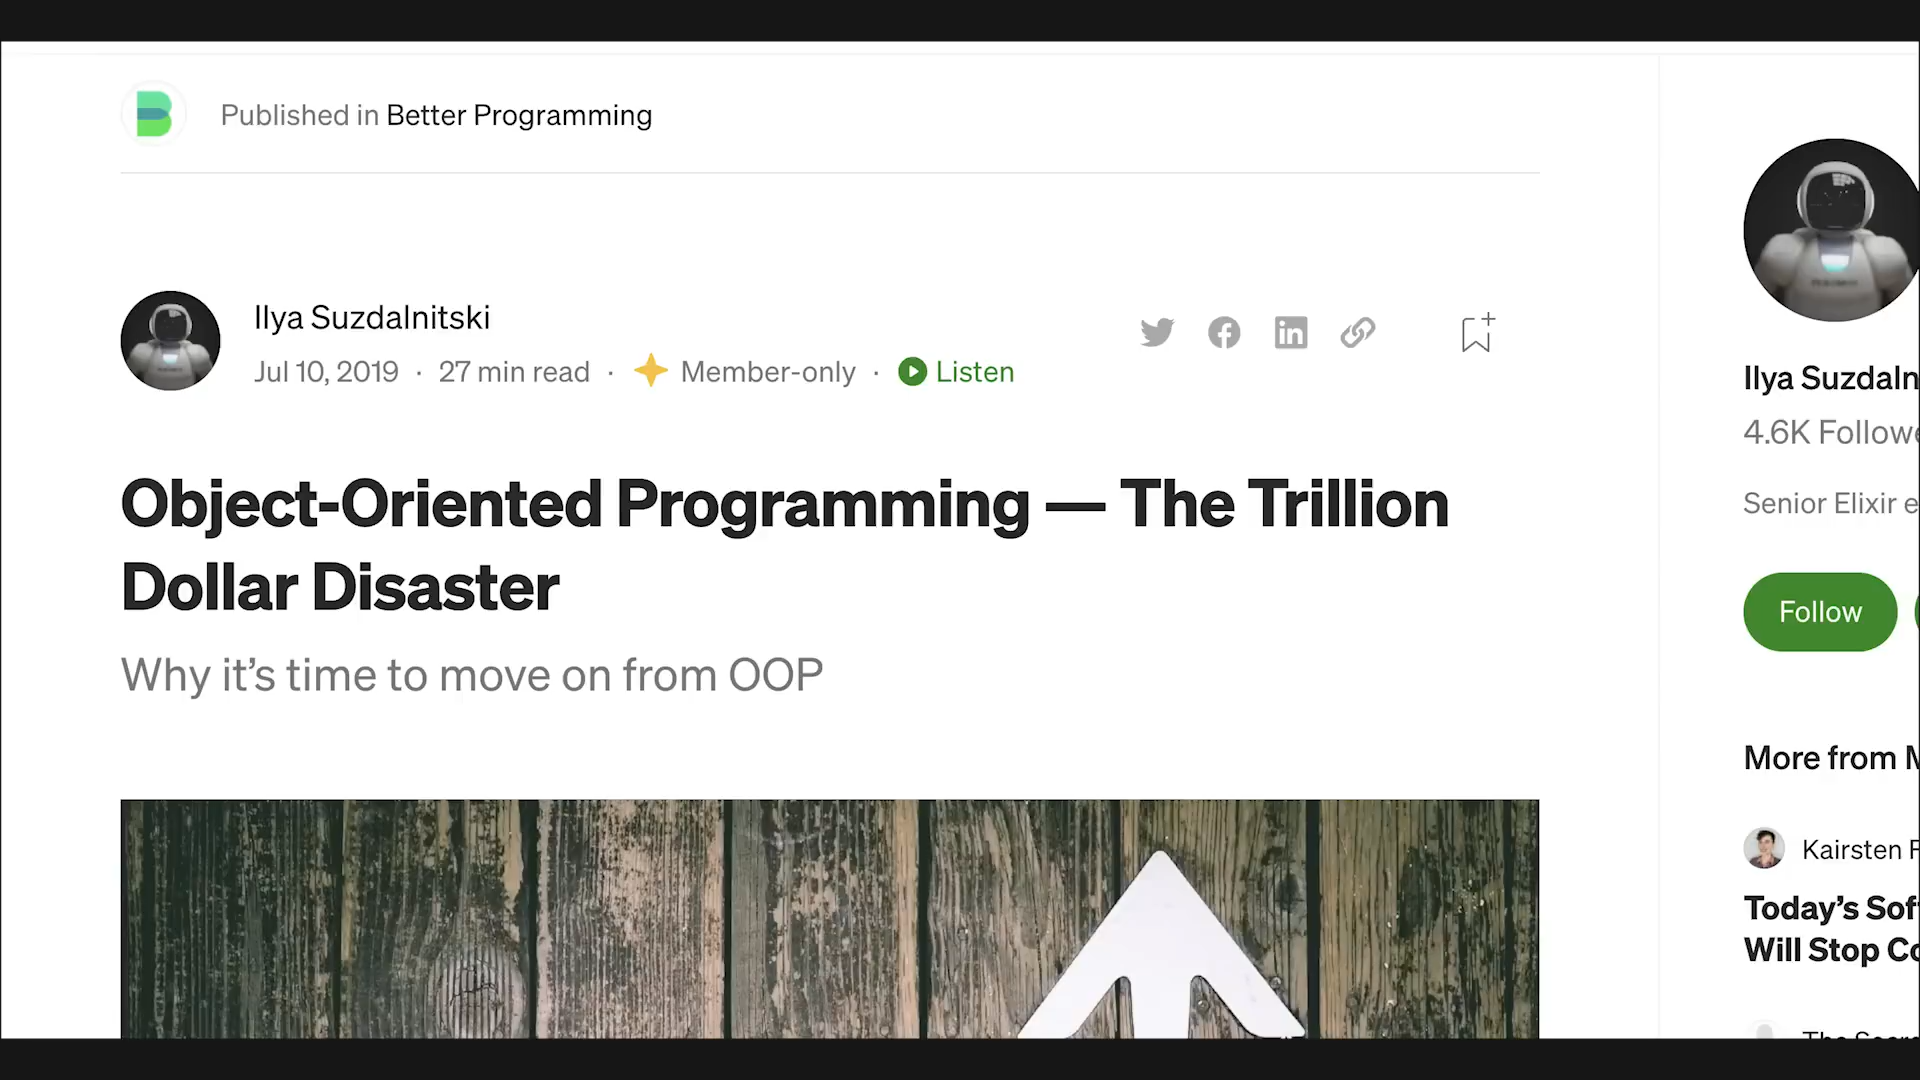 Published in Better Programming
Ilya Suzdalnitski
Jul 10, 2019 · 27 min read · Member-only · Listen
Object-Oriented Programming — The Trillion
Dollar Disaster
Why it’s time to move on from OOP
Ilya Suzdaln
4.6K Followe
Senior Elixir e
Follow
More from M
Kairsten F
Today’s Sof
Will Stop Co